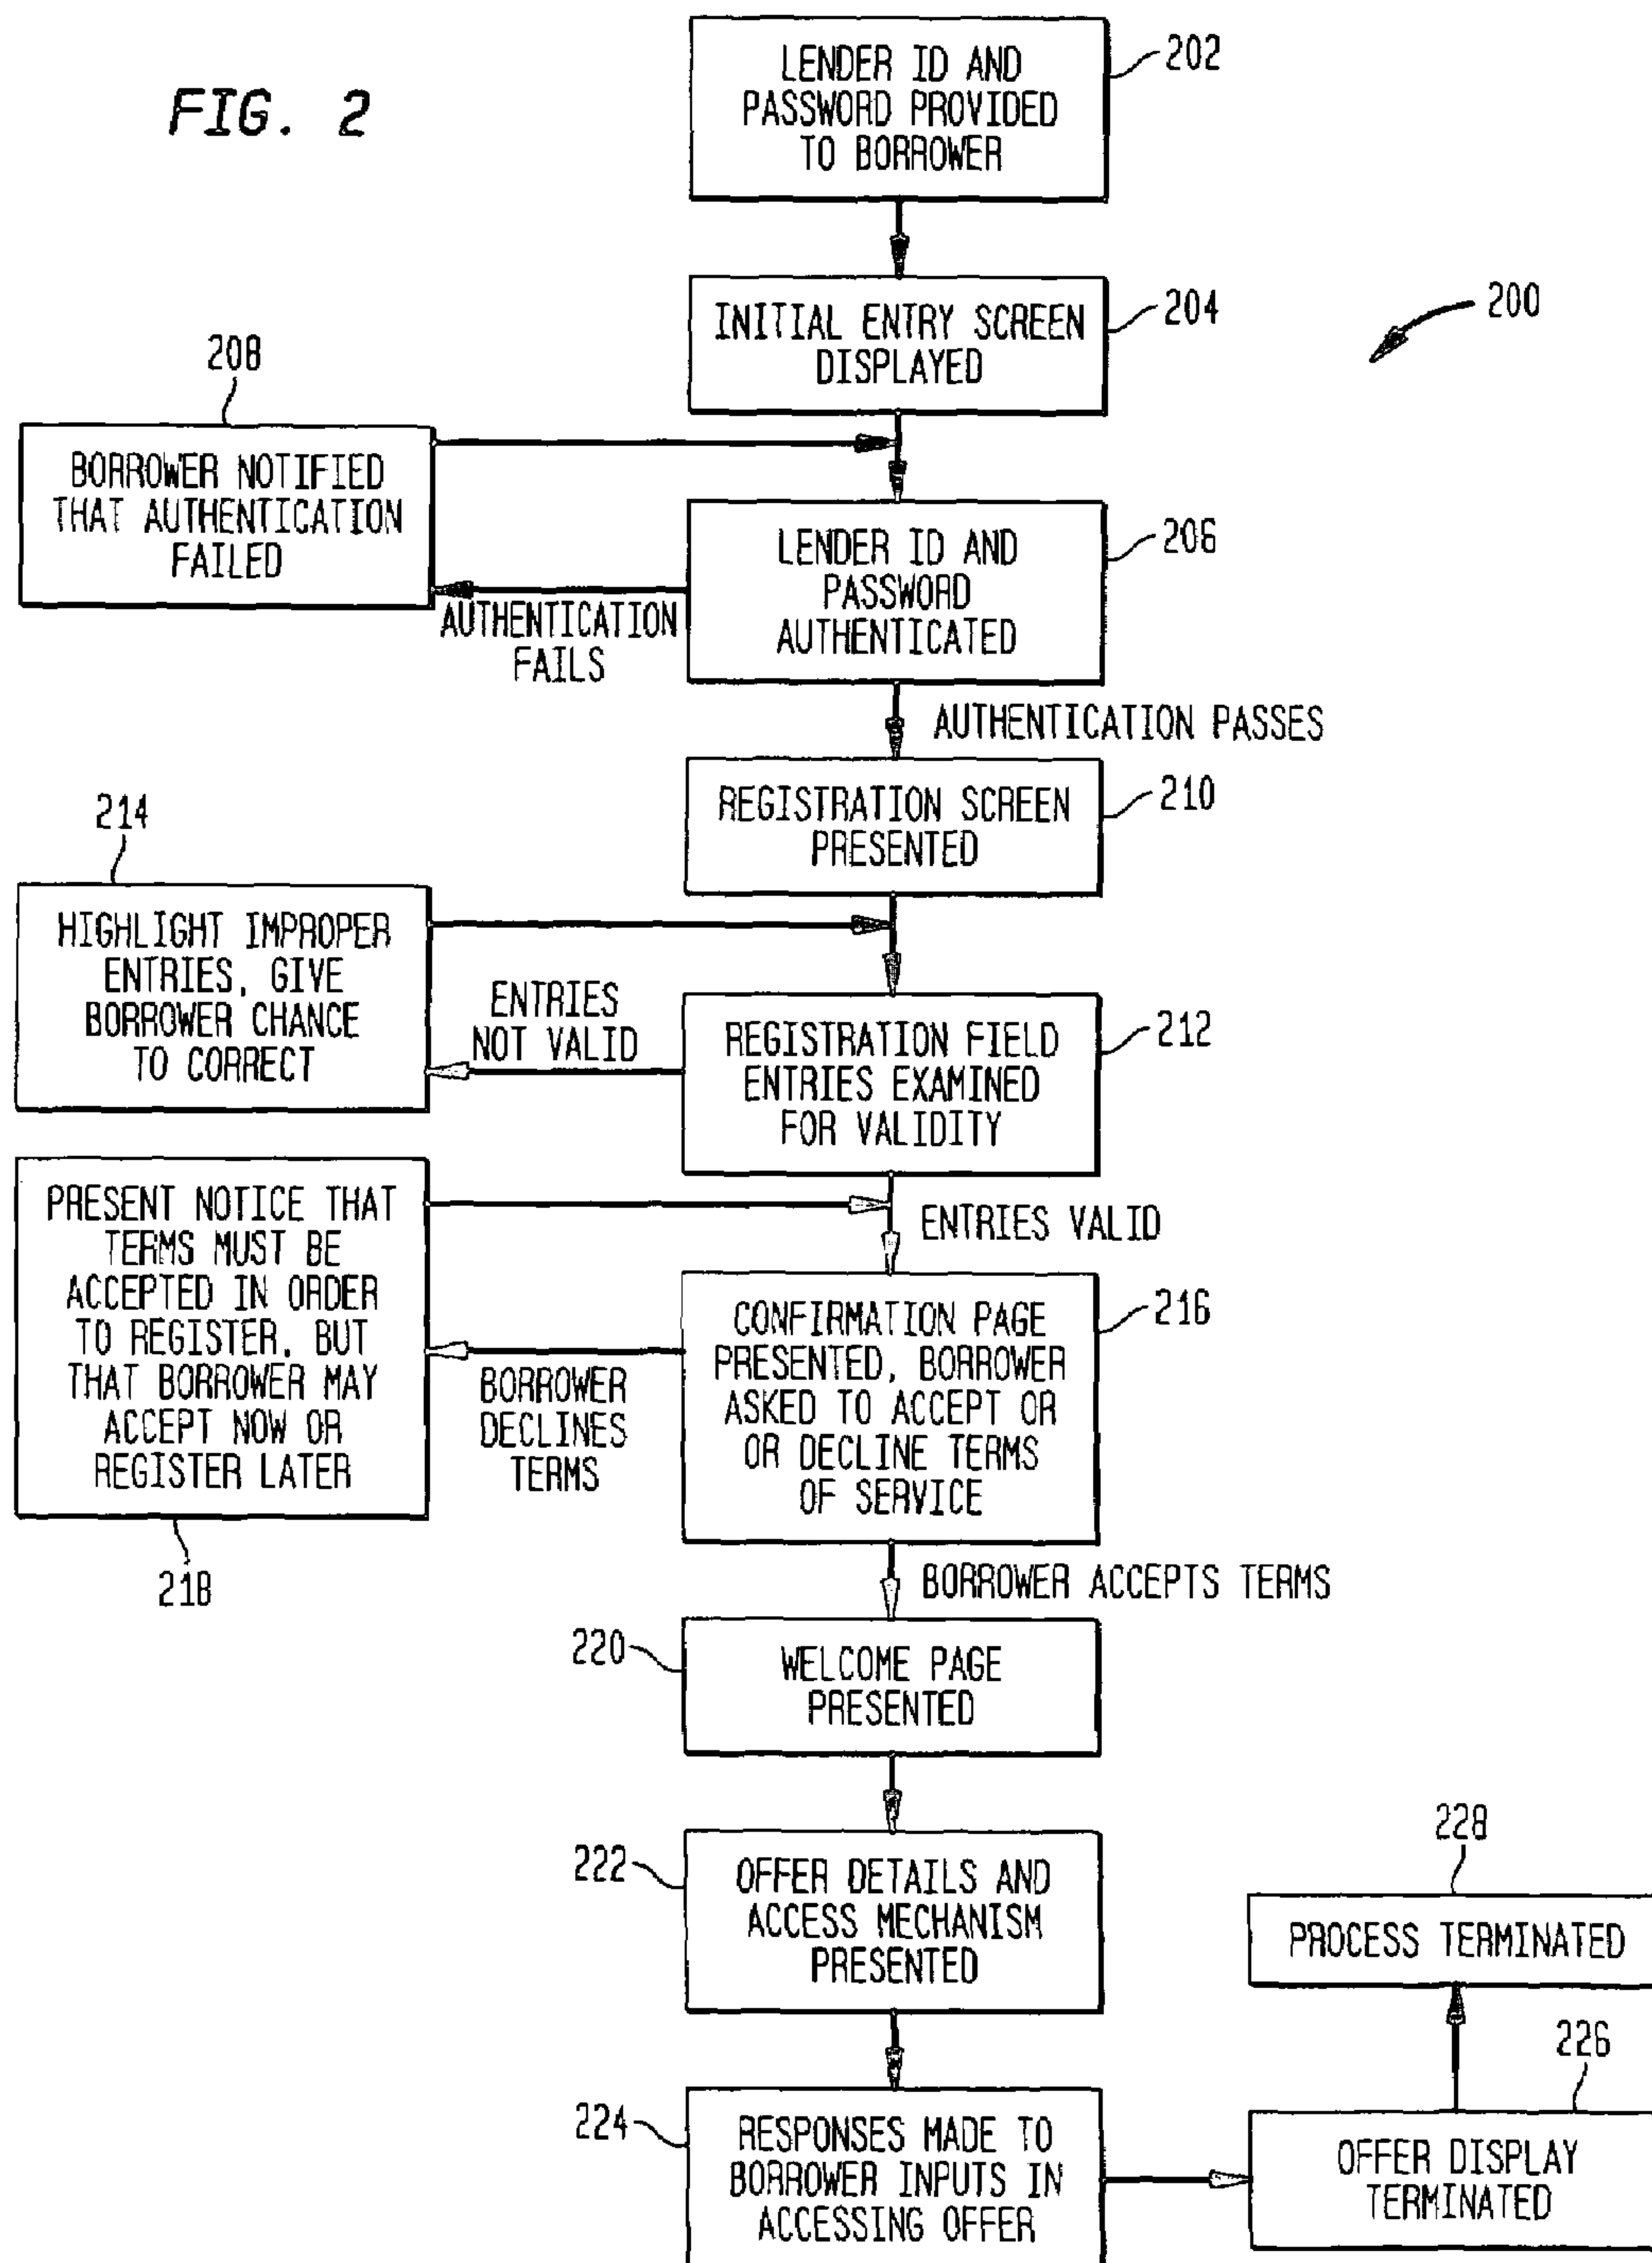 FIG. 2
LENDER ID AND
PASSWORD PROVIDED
TO BORROWER
202
INITIAL ENTRY SCREEN
DISPLAYED
204
200
208
BORROWER NOTIFIED
THAT AUTHENTICATION
FAILED
AUTHENTICATION
FAILS
LENDER ID AND
PASSWORD
AUTHENTICATED
206
AUTHENTICATION PASSES
REGISTRATION SCREEN
PRESENTED
210
214
HIGHLIGHT IMPROPER
ENTRIES, GIVE
BORROWER CHANCE
TO CORRECT
ENTRIES
NOT VALID
REGISTRATION FIELD
ENTRIES EXAMINED
FOR VALIDITY
212
ENTRIES VALID
PRESENT NOTICE THAT
TERMS MUST BE
ACCEPTED IN ORDER
TO REGISTER, BUT
THAT BORROWER MAY
ACCEPT NOW OR
REGISTER LATER
218
BORROWER
DECLINES
TERMS
CONFIRMATION PAGE
PRESENTED, BORROWER
ASKED TO ACCEPT OR
OR DECLINE TERMS
OF SERVICE
216
BORROWER ACCEPTS TERMS
220
WELCOME PAGE
PRESENTED
222
OFFER DETAILS AND
ACCESS MECHANISM
PRESENTED
228
PROCESS TERMINATED
226
224
RESPONSES MADE TO
BORROWER INPUTS IN
ACCESSING OFFER
OFFER DISPLAY
TERMINATED